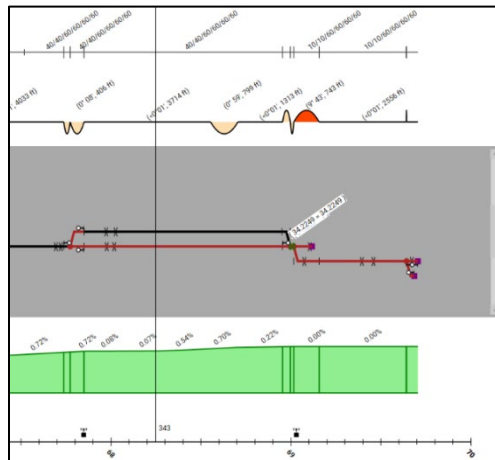 40/40/60/60/60/60
40/40/60/60/60/60
40/40/60/60/60/60
10/10/60/60/60/60
10/10/60/60/60/60
4033 ft)
(0° 08', 406 ft)
(<0°01', 3714 ft)
(0° 59', 799 ft)
(<0°01', 1313 ft)
(9° 43', 743 ft)
(<0°01', 2556 ft)
34.2249 = 34.2249
0.72%
0.72%
0.08%
0.07%
0.54%
0.70%
0.22%
0.00%
0.00%
343
68
69
70